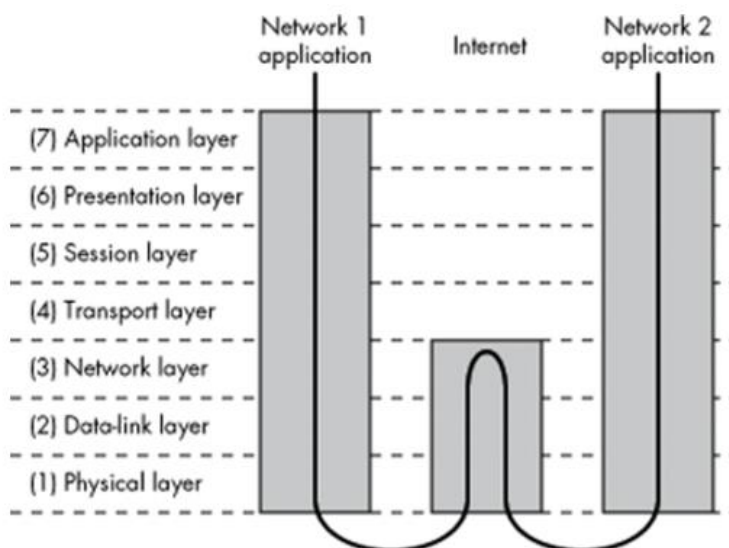 Network 1
application
Internet
Network 2
application
(7) Application layer
(6) Presentation layer
(5) Session layer
(4) Transport layer
(3) Network layer
(2) Data-link layer
(1) Physical layer